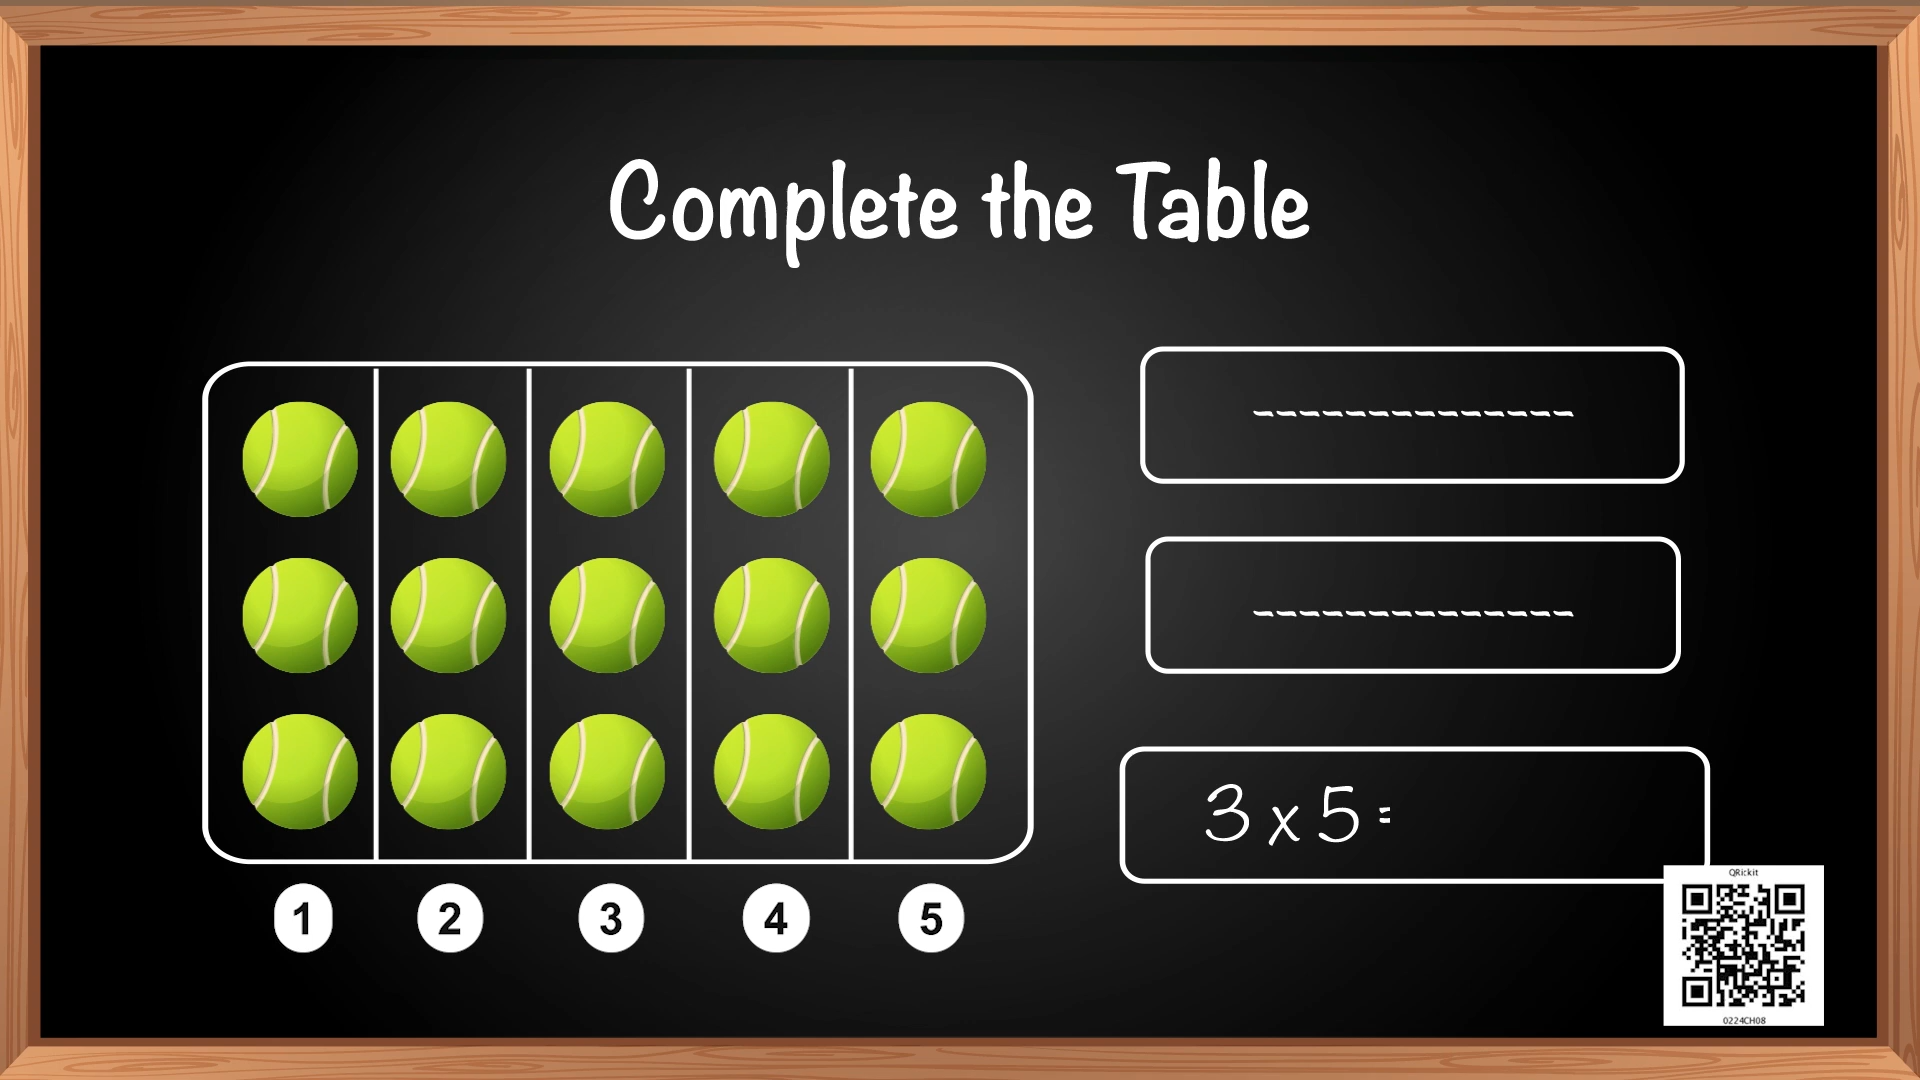 Complete the Table
--------------
--------------
3 x 5 =
1 2 3 4 5
QRickit
0224CH08